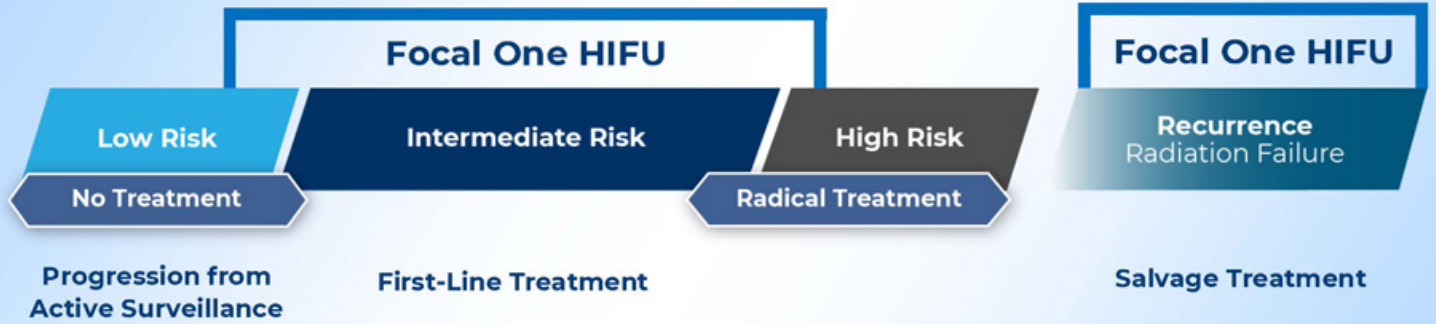 Focal One HIFU
Focal One HIFU
Low Risk
Intermediate Risk
High Risk
Recurrence
Radiation Failure
No Treatment
Radical Treatment
Progression from
Active Surveillance
First-Line Treatment
Salvage Treatment